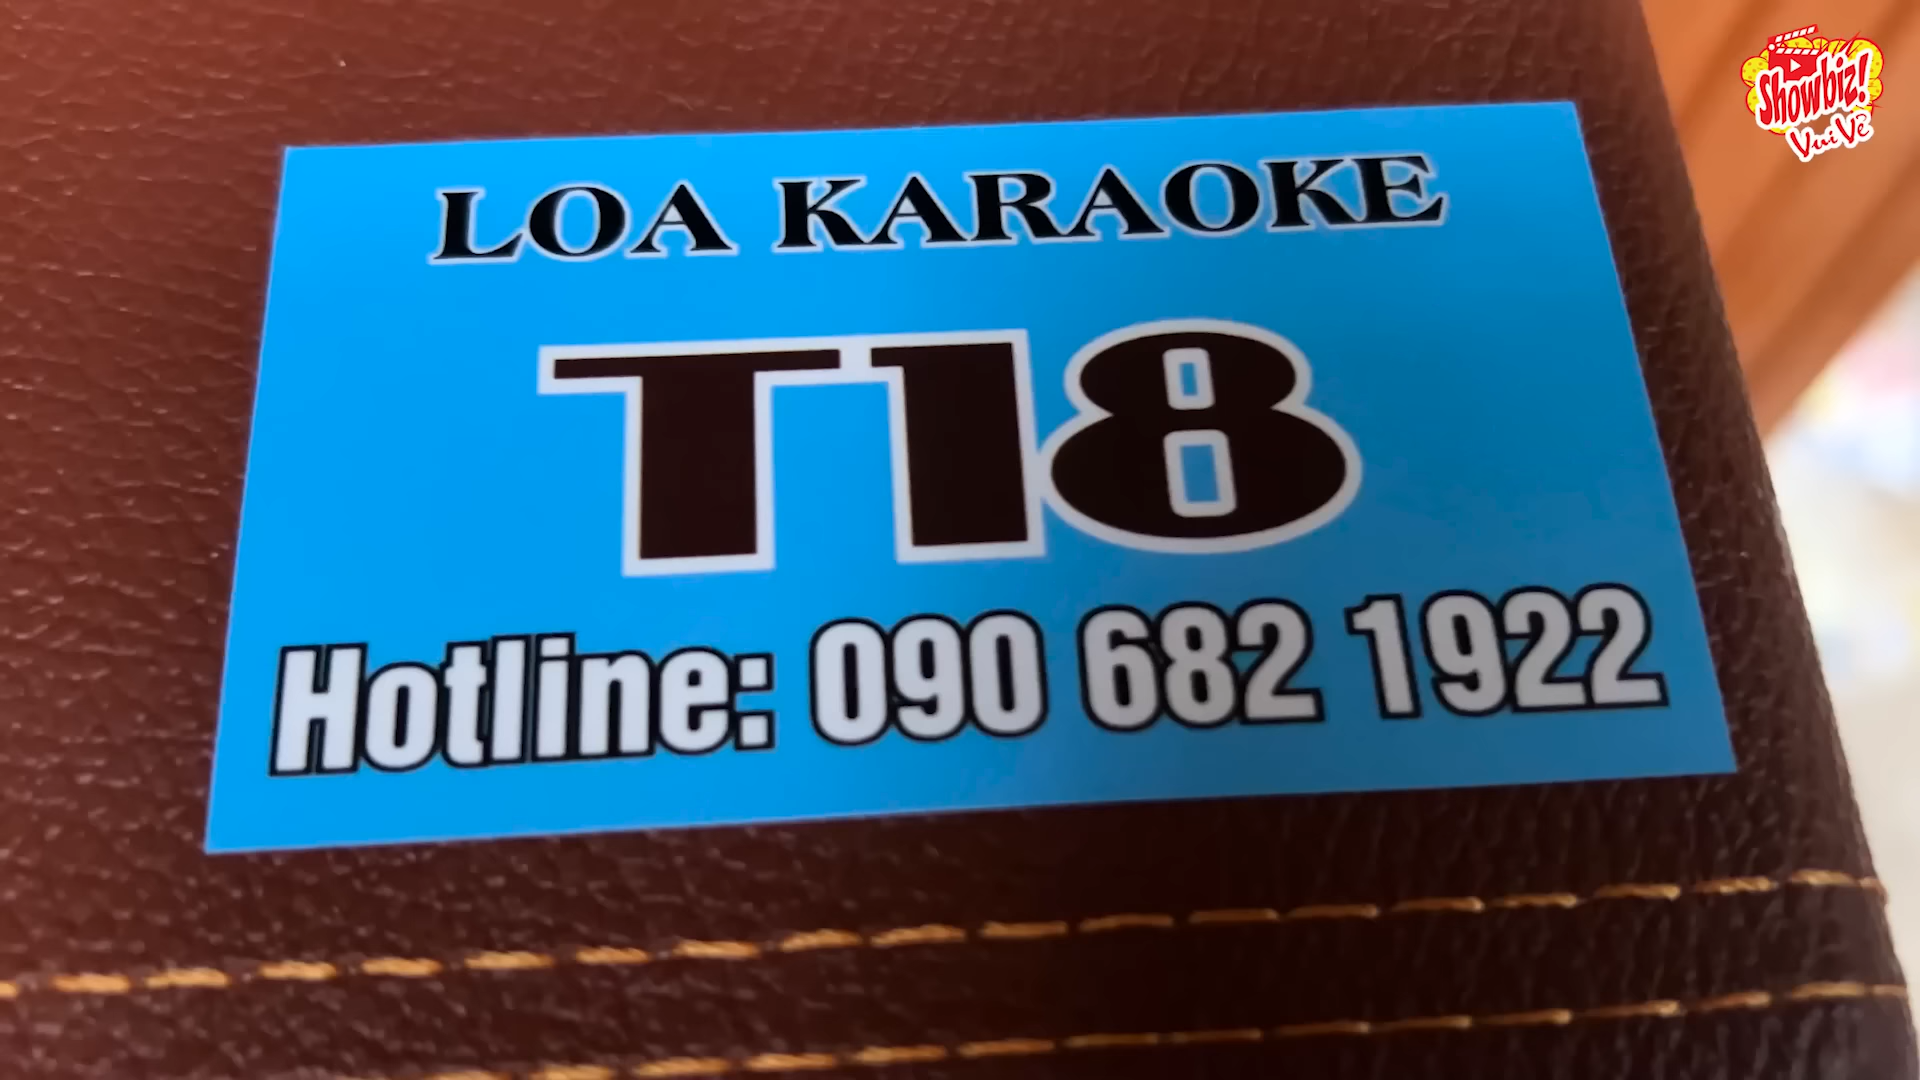 Showbiz!
Vui Vẻ
LOA KARAOKE
T18
Hotline: 090 682 1922